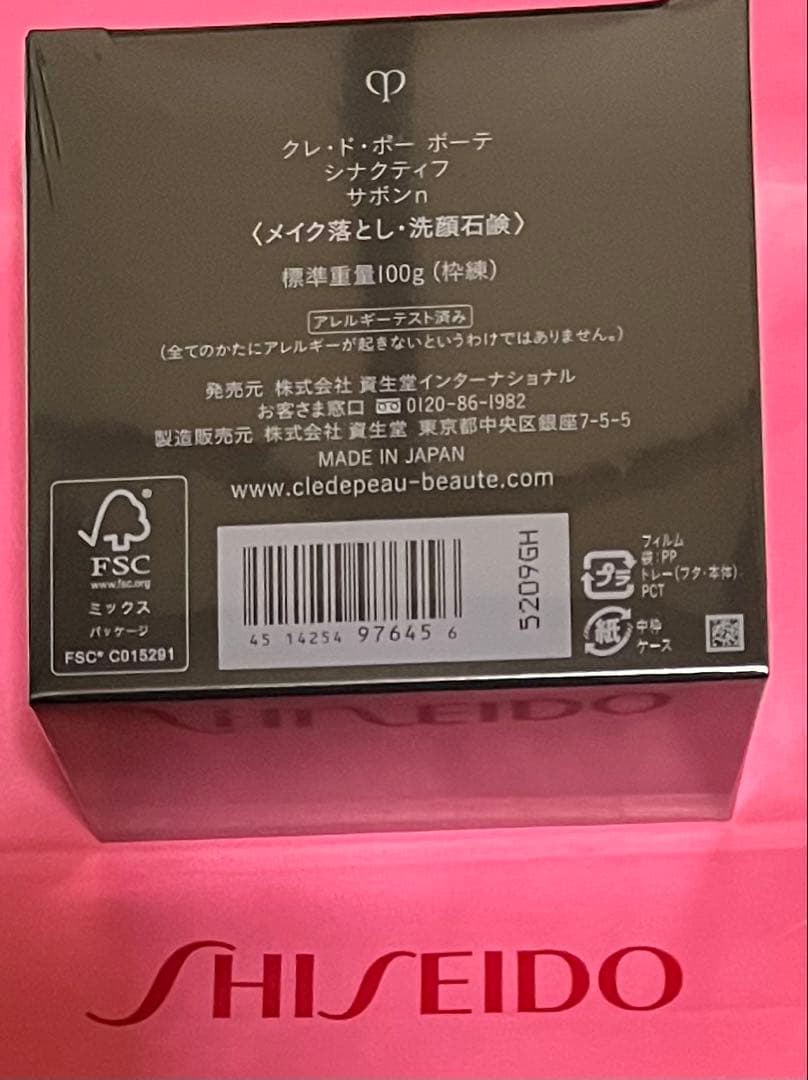 クレ・ド・ポー ボーテ
シナクティフ
サボンn
〈メイク落とし・洗顔石鹸〉
標準重量100g (枠練)
アレルギーテスト済み
(全てのかたにアレルギーが起きないというわけではありません。)
発売元 株式会社 資生堂インターナショナル
お客さま窓口 0120-86-1982
製造販売元 株式会社 資生堂 東京都中央区銀座7-5-5
MADE IN JAPAN
www.cledepeau-beaute.com
FSC
www.fsc.org
ミックス
パッケージ
FSC® C015291
45 14254 97645 6
5209GH
プラ
フィルム
袋:PP
トレー(フタ・本体)
PCT
紙
中枠
ケース
SHISEIDO
SHISEIDO